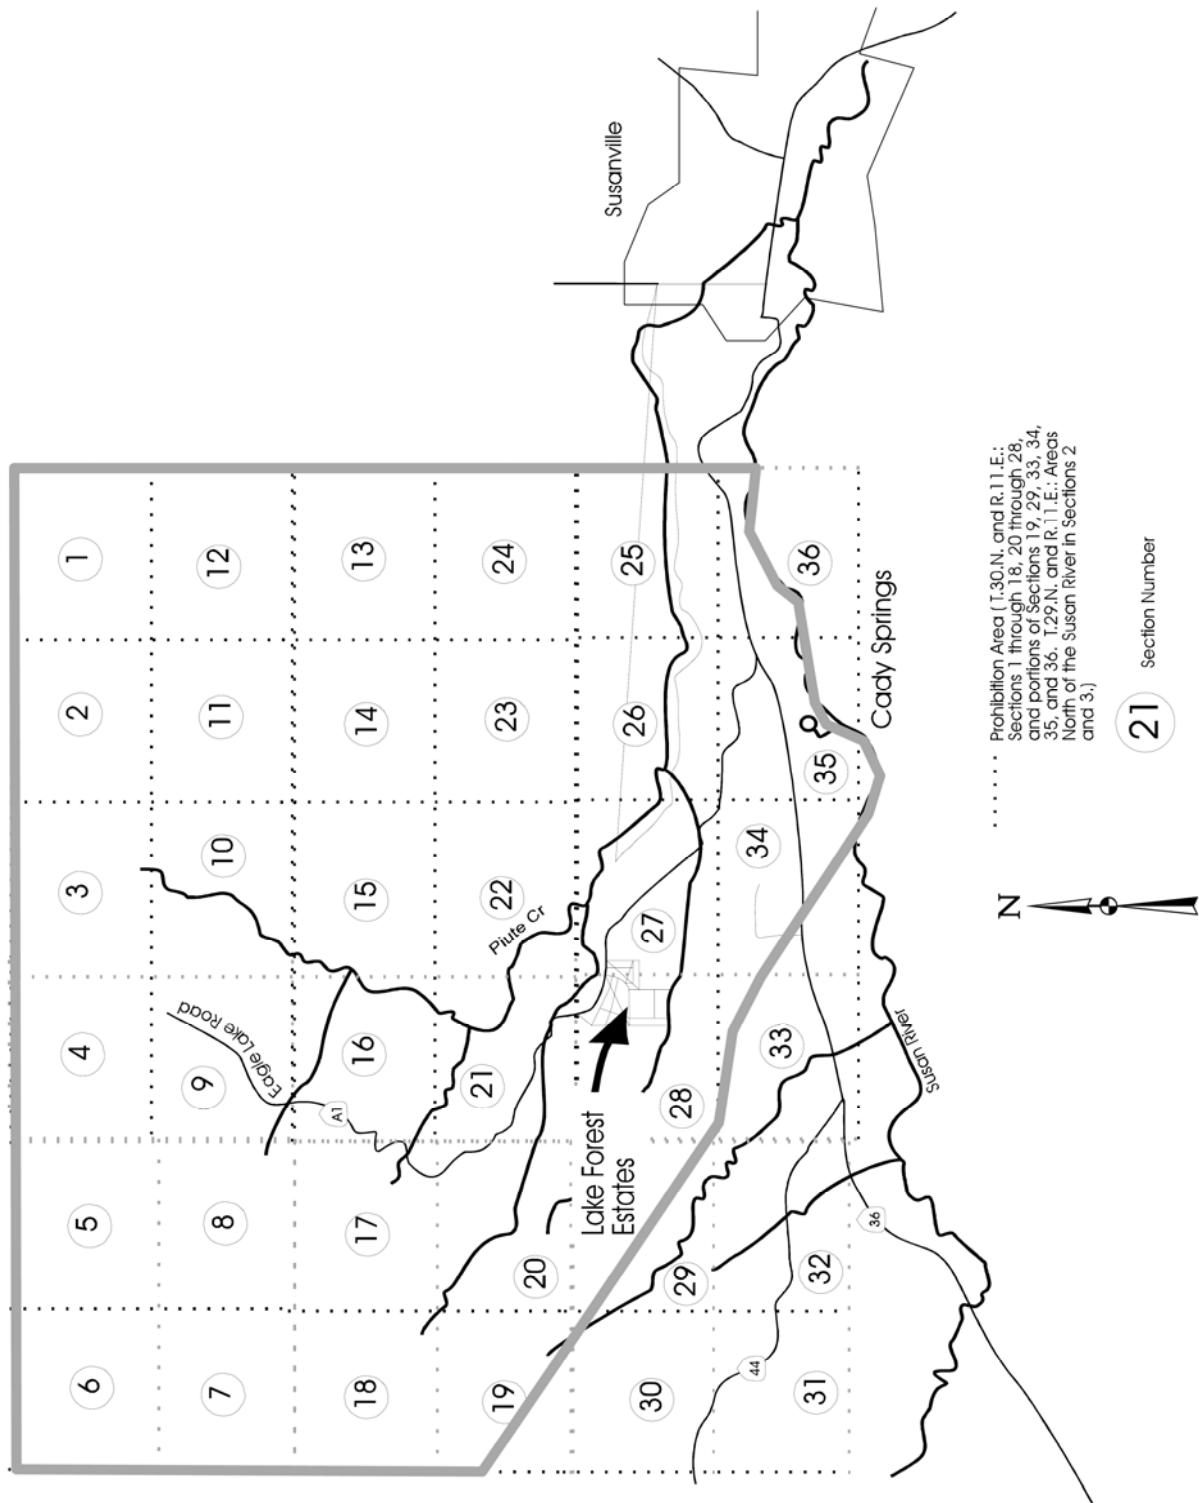 6
5
4
3
2
1
7
8
9
10
11
12
18
17
16
15
14
13
19
20
21
22
23
24
30
29
28
27
26
25
31
32
33
34
35
36
Eagle Lake Road
A1
Piute Cr
Lake Forest
Estates
Susanville
44
36
Susan River
Cady Springs
N
Prohibition Area ( T.30.N. and R.11.E.:
Sections 1 through 18, 20 through 28,
and portions of Sections 19, 29, 33, 34,
35, and 36. T.29.N. and R.11.E.: Areas
North of the Susan River in Sections 2
and 3.)
21
Section Number